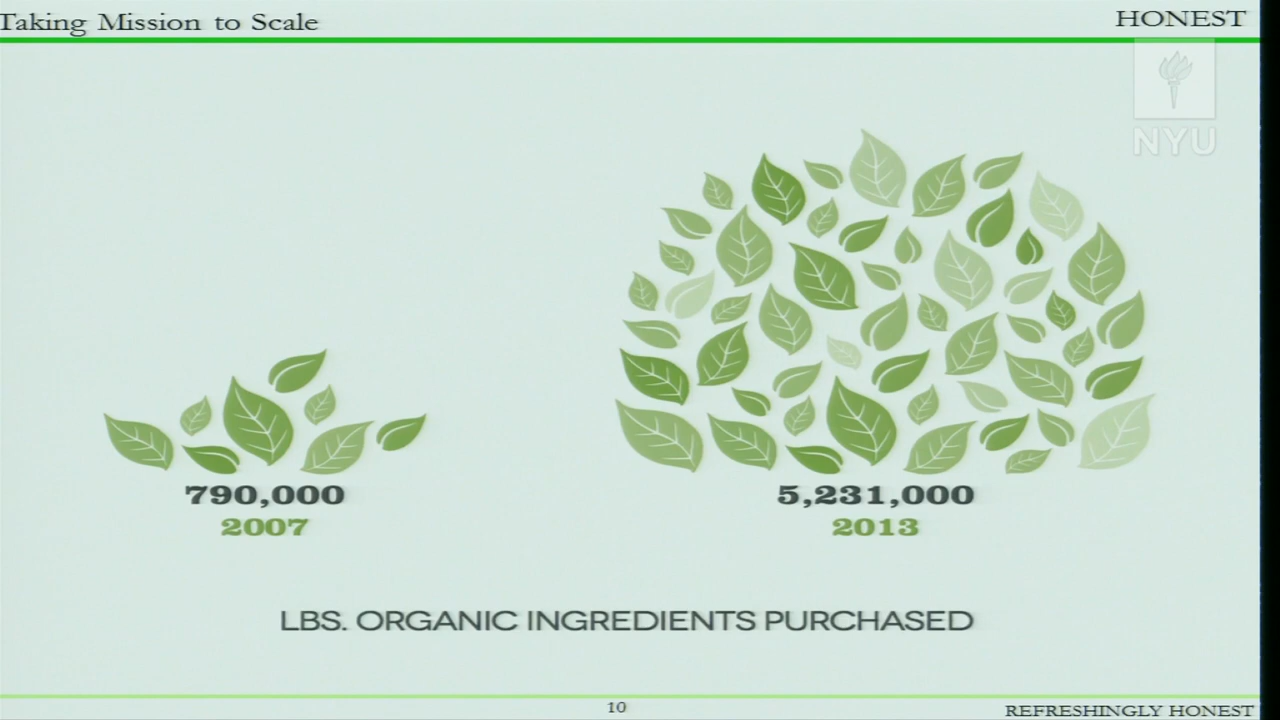 Taking Mission to Scale
HONEST
NYU
790,000
2007
5,231,000
2013
LBS. ORGANIC INGREDIENTS PURCHASED
10
REFRESHINGLY HONEST